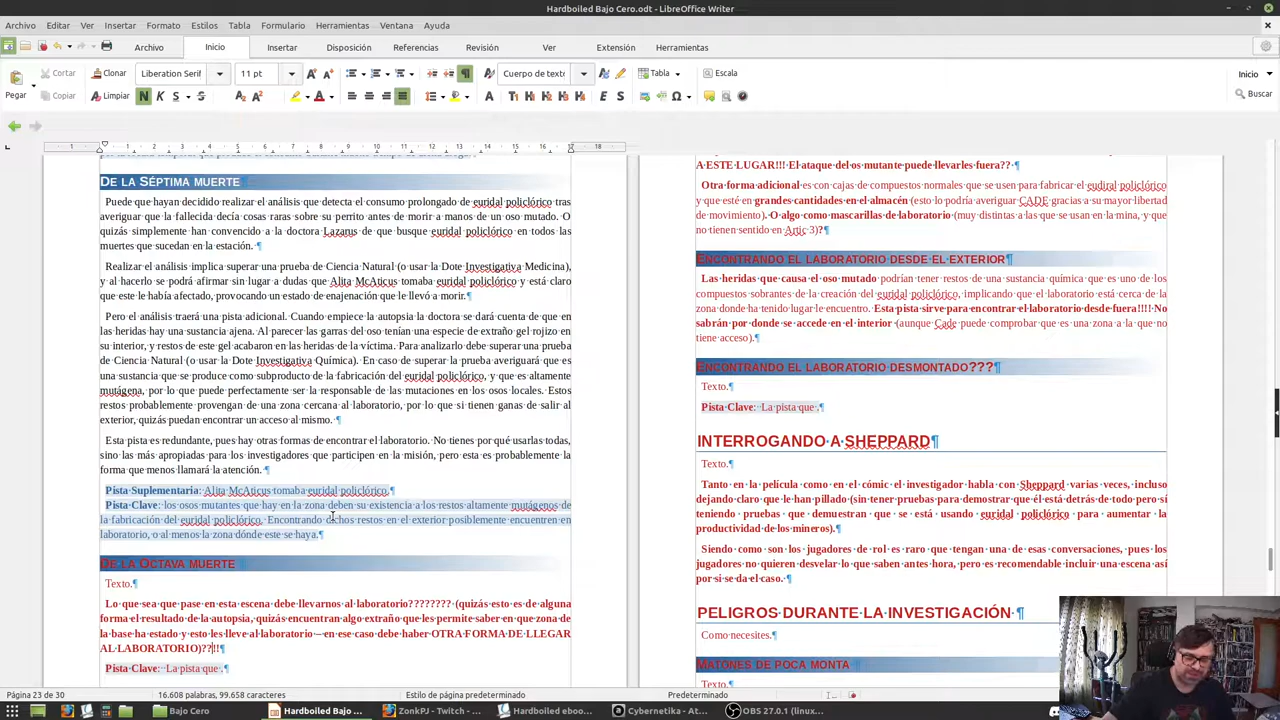 Hardboiled Bajo Cero.odt - LibreOffice Writer
Archivo Editar Ver Insertar Formato Estilos Tabla Formulario Herramientas Ventana Ayuda
Archivo Inicio Insertar Disposición Referencias Revisión Ver Extensión Herramientas
Cortar Clonar Liberation Serif 11 pt Cuerpo de texto Tabla Escala Inicio
Pegar Copiar Limpiar Buscar
De la Séptima muerte
Puede que hayan decidido realizar el análisis que detecta el consumo prolongado de euridal policlórico tras
averiguar que la fallecida decía cosas raras sobre su perrito antes de morir a manos de un oso mutado. O
quizás simplemente han convencido a la doctora Lazarus de que busque euridal policlórico en todos las
muertes que sucedan en la estación.
Realizar el análisis implica superar una prueba de Ciencia Natural (o usar la Dote Investigativa Medicina),
y al hacerlo se podrá afirmar sin lugar a dudas que Alita McAticus tomaba euridal policlórico y está claro
que este le había afectado, provocando un estado de enajenación que le llevó a morir.
Pero el análisis traerá una pista adicional. Cuando empiece la autopsia la doctora se dará cuenta de que en
las heridas hay una sustancia ajena. Al parecer las garras del oso tenían una especie de extraño gel rojizo en
su interior, y restos de este gel acabaron en las heridas de la víctima. Para analizarlo debe superar una prueba
de Ciencia Natural (o usar la Dote Investigativa Química). En caso de superar la prueba averiguará que es
una sustancia que se produce como subproducto de la fabricación del euridal policlórico, y que es altamente
mutágena, por lo que puede perfectamente ser la responsable de las mutaciones en los osos locales. Estos
restos probablemente provengan de una zona cercana al laboratorio, por lo que si tienen ganas de salir al
exterior, quizás puedan encontrar un acceso al mismo.
Esta pista es redundante, pues hay otras formas de encontrar el laboratorio. No tienes por qué usarlas todas,
sino las más apropiadas para los investigadores que participen en la misión, pero esta es probablemente la
forma que menos llamará la atención.
Pista Suplementaria: Alita McAticus tomaba euridal policlórico.
Pista Clave: los osos mutantes que hay en la zona deben su existencia a los restos altamente mutágenos de
la fabricación del euridal policlórico. Encontrando dichos restos en el exterior posiblemente encuentren en
laboratorio, o al menos la zona dónde este se haya.
De la Octava muerte
Texto.
Lo que sea que pase en esta escena debe llevarnos al laboratorio???????? (quizás esto es de alguna
forma el resultado de la autopsia, quizás encuentran algo extraño que les permite saber en que zona de
la base ha estado y esto les lleve al laboratorio – en ese caso debe haber OTRA FORMA DE LLEGAR
AL LABORATORIO)??!!
Pista Clave: La pista que .
A ESTE LUGAR!!! El ataque del os mutante puede llevarles fuera??
Otra forma adicional es con cajas de compuestos normales que se usen para fabricar el eudiral policlórico
y que esté en grandes cantidades en el almacén (esto lo podría averiguar CADE gracias a su mayor libertad
de movimiento). O algo como mascarillas de laboratorio (muy distintas a las que se usan en la mina, y que
no tienen sentido en Artic 3)?
Encontrando el laboratorio desde el exterior
Las heridas que causa el oso mutado podrían tener restos de una sustancia química que es uno de los
compuestos sobrantes de la creación del euridal policlórico, implicando que el laboratorio está cerca de la
zona donde ha tenido lugar el encuentro. Esta pista sirve para encontrar el laboratorio desde fuera!!!! No
sabrán por donde se accede en el interior (aunque Cade puede comprobar que es una zona a la que no
tiene acceso).
Encontrando el laboratorio desmontado???
Texto.
Pista Clave: La pista que .
INTERROGANDO A SHEPPARD
Texto.
Tanto en la película como en el cómic el investigador habla con Sheppard varias veces, incluso
dejando claro que le han pillado (sin tener pruebas para demostrar que él está detrás de todo pero sí
teniendo pruebas que demuestran que se está usando euridal policlórico para aumentar la
productividad de los mineros).
Siendo como son los jugadores de rol es raro que tengan una de esas conversaciones, pues los
jugadores no quieren desvelar lo que saben antes hora, pero es recomendable incluir una escena así
por si se da el caso.
PELIGROS DURANTE LA INVESTIGACIÓN
Como necesites.
Matones de poca monta
Texto.
Página 23 de 30 16.608 palabras, 99.658 caracteres Estilo de página predeterminado Predeterminado
Bajo Cero Hardboiled Bajo ... ZonkPJ - Twitch - ... Hardboiled eboo... Cybernetika - At... OBS 27.0.1 (linux...